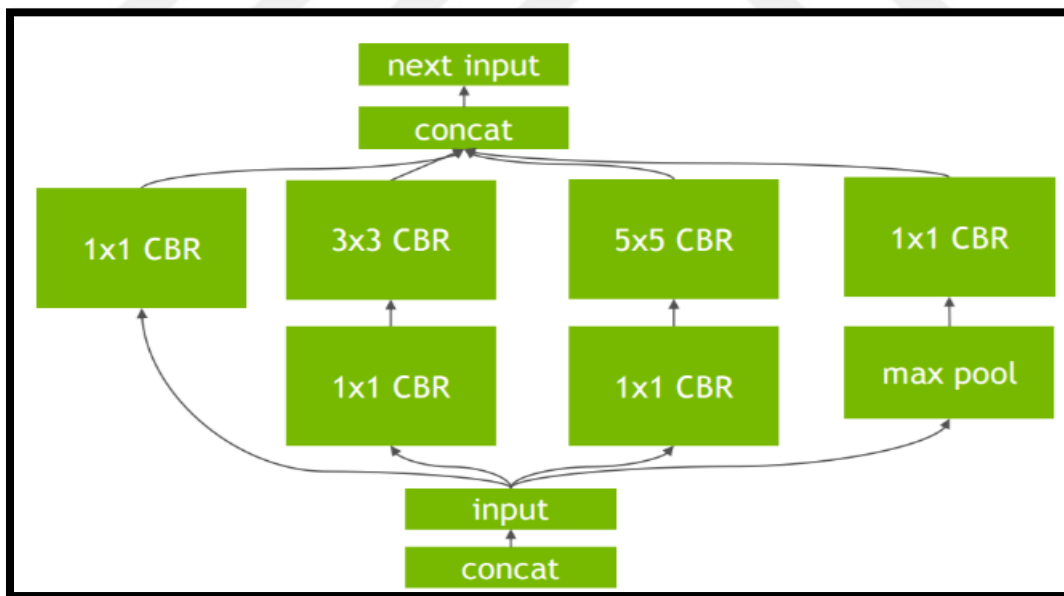 next input
concat
1x1 CBR
3x3 CBR
5x5 CBR
1x1 CBR
1x1 CBR
1x1 CBR
max pool
input
concat